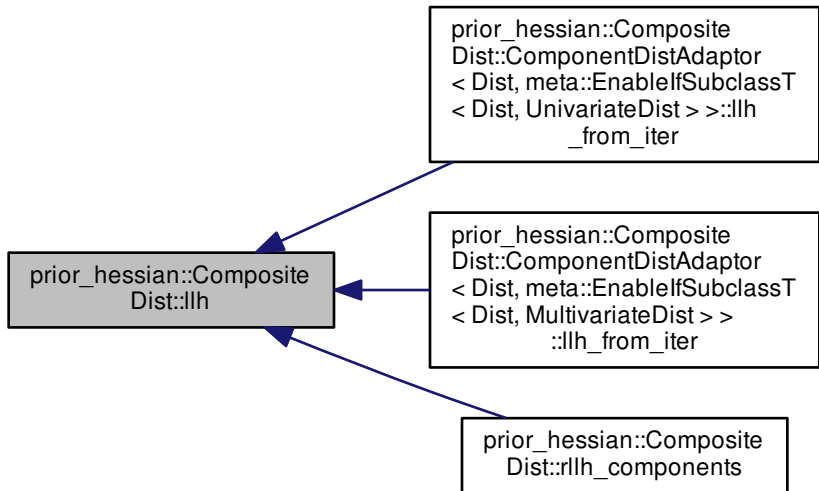 prior_hessian::Composite
Dist::ComponentDistAdaptor
< Dist, meta::EnableIfSubclassT
< Dist, UnivariateDist > >::llh
_from_iter
prior_hessian::Composite
Dist::llh
prior_hessian::Composite
Dist::ComponentDistAdaptor
< Dist, meta::EnableIfSubclassT
< Dist, MultivariateDist > >
::llh_from_iter
prior_hessian::Composite
Dist::rllh_components